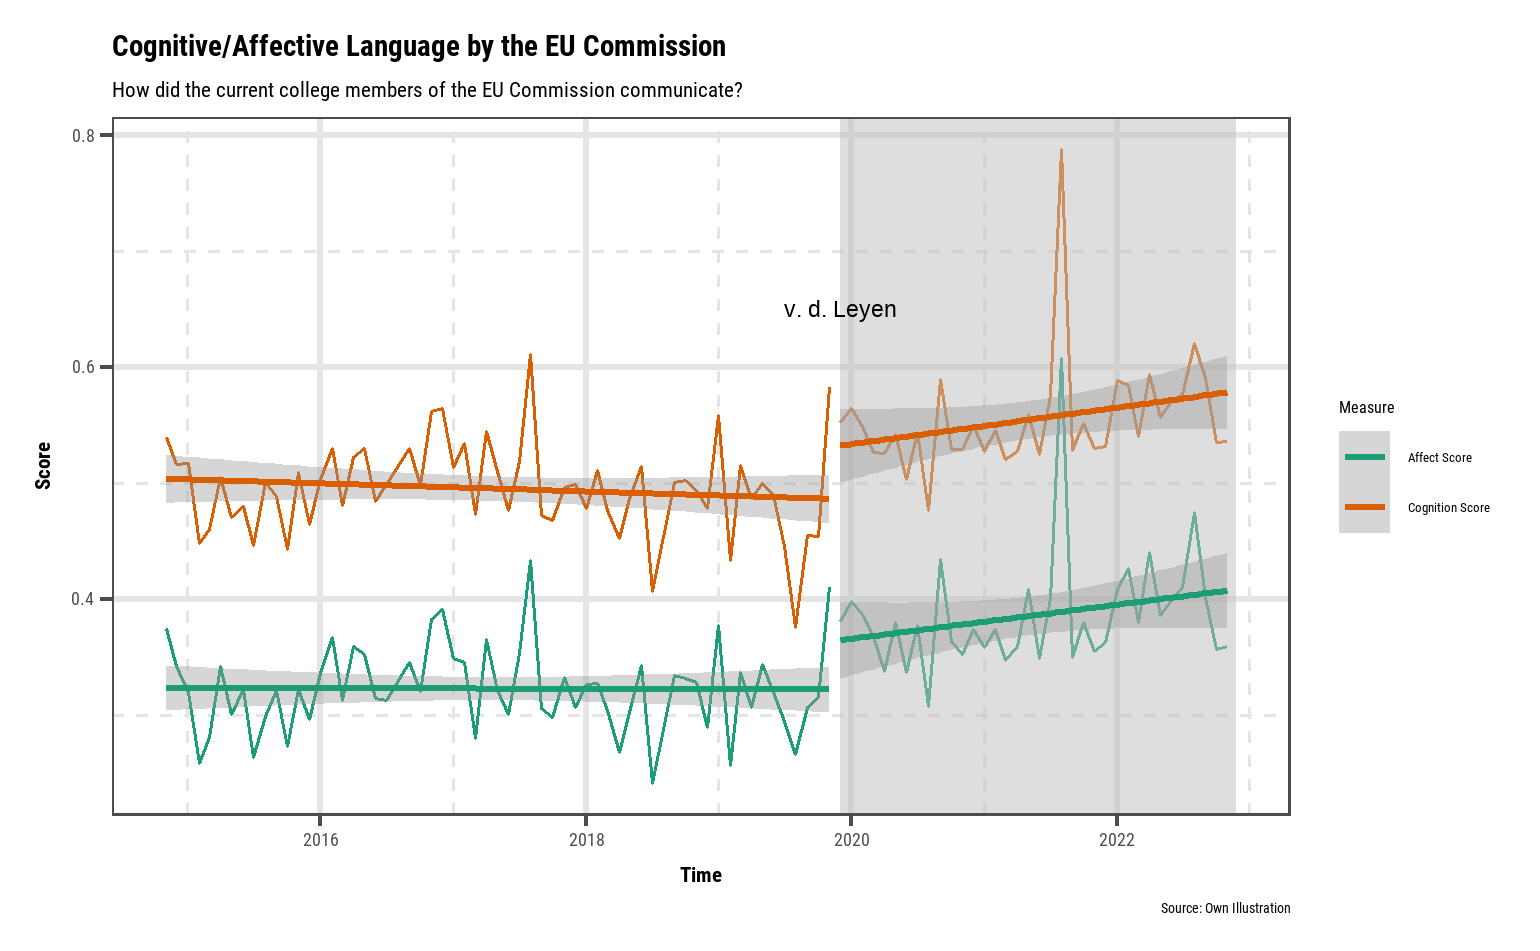 Cognitive/Affective Language by the EU Commission
How did the current college members of the EU Commission communicate?
0.8
0.6
0.4
Score
v. d. Leyen
2016
2018
2020
2022
Time
Measure
Affect Score
Cognition Score
Source: Own Illustration